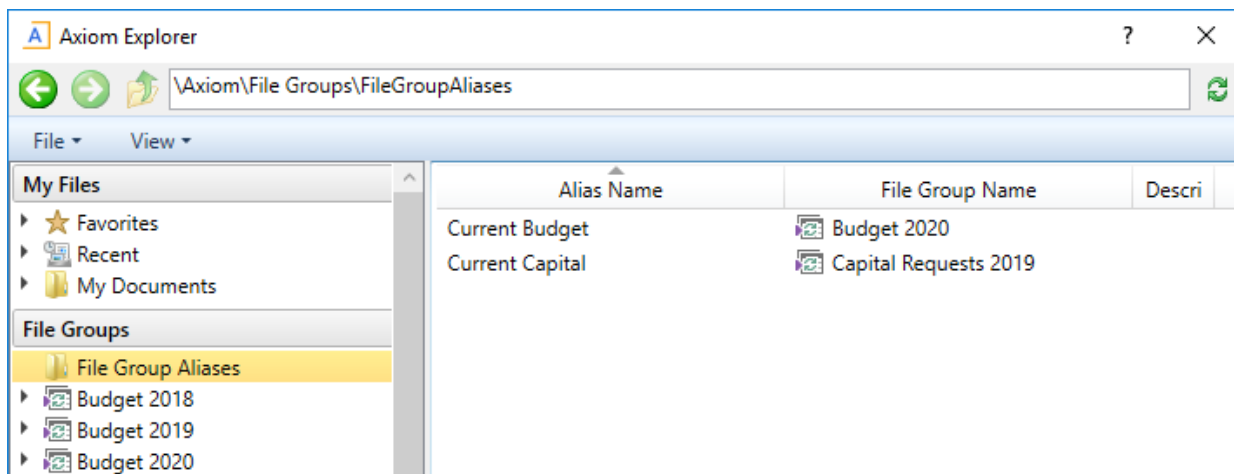 A Axiom Explorer ?
\Axiom\File Groups\FileGroupAliases
File View
My Files
Favorites
Recent
My Documents
File Groups
File Group Aliases
Budget 2018
Budget 2019
Budget 2020
Alias Name File Group Name Descri
Current Budget Budget 2020
Current Capital Capital Requests 2019